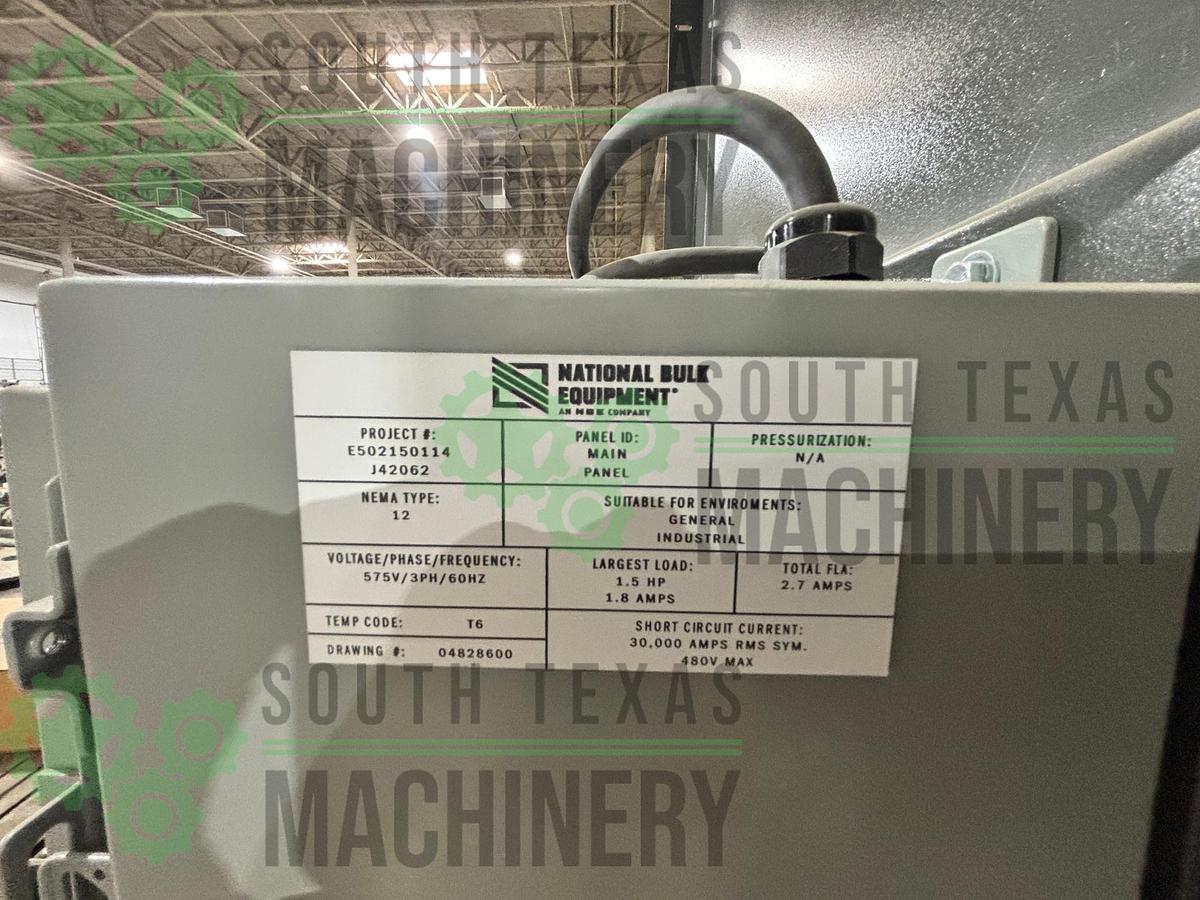 SOUTH TEXAS
MACHINERY
NATIONAL BULK
EQUIPMENT®
AN NBE COMPANY
PROJECT #:
E502150114
J42062
PANEL ID:
MAIN
PANEL
PRESSURIZATION:
N/A
SOUTH TEXAS
MACHINERY
NEMA TYPE:
12
SUITABLE FOR ENVIROMENTS:
GENERAL
INDUSTRIAL
VOLTAGE/PHASE/FREQUENCY:
575V/3PH/60HZ
LARGEST LOAD:
1.5 HP
1.8 AMPS
TOTAL FLA:
2.7 AMPS
TEMP CODE: T6
DRAWING #: 04828600
SHORT CIRCUIT CURRENT:
30,000 AMPS RMS SYM.
480V MAX
SOUTH TEXAS
MACHINERY